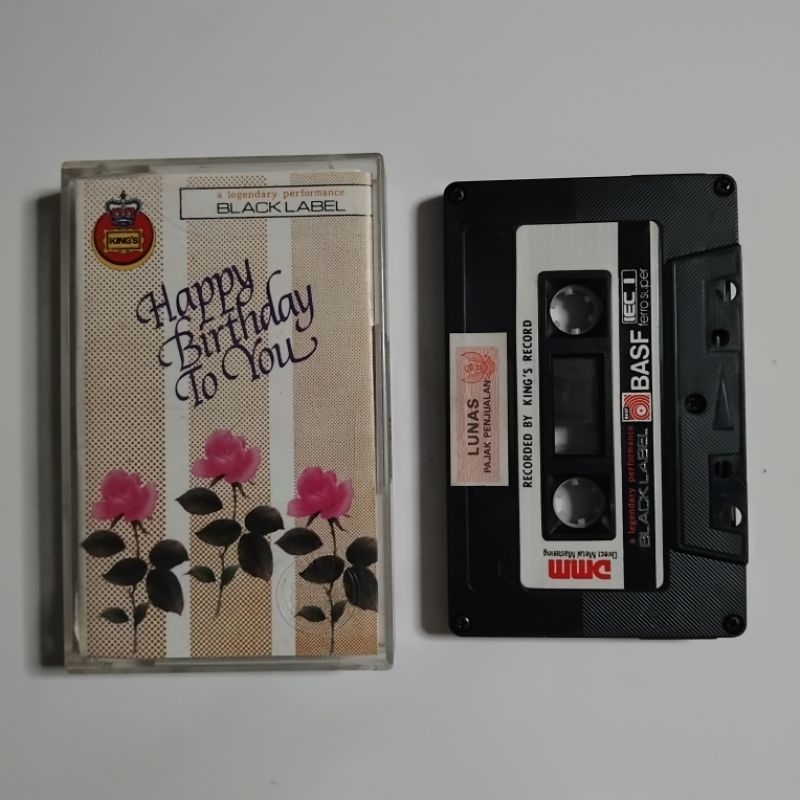 a legendary performance
BLACK LABEL
KING'S
Happy
Birthday
To You
LUNAS
PAJAK PENJUALAN
RECORDED BY KING'S RECORD
dmm
Direct Metal Mastering
a legendary performance
BLACK LABEL
BASF
IEC I
ferro super